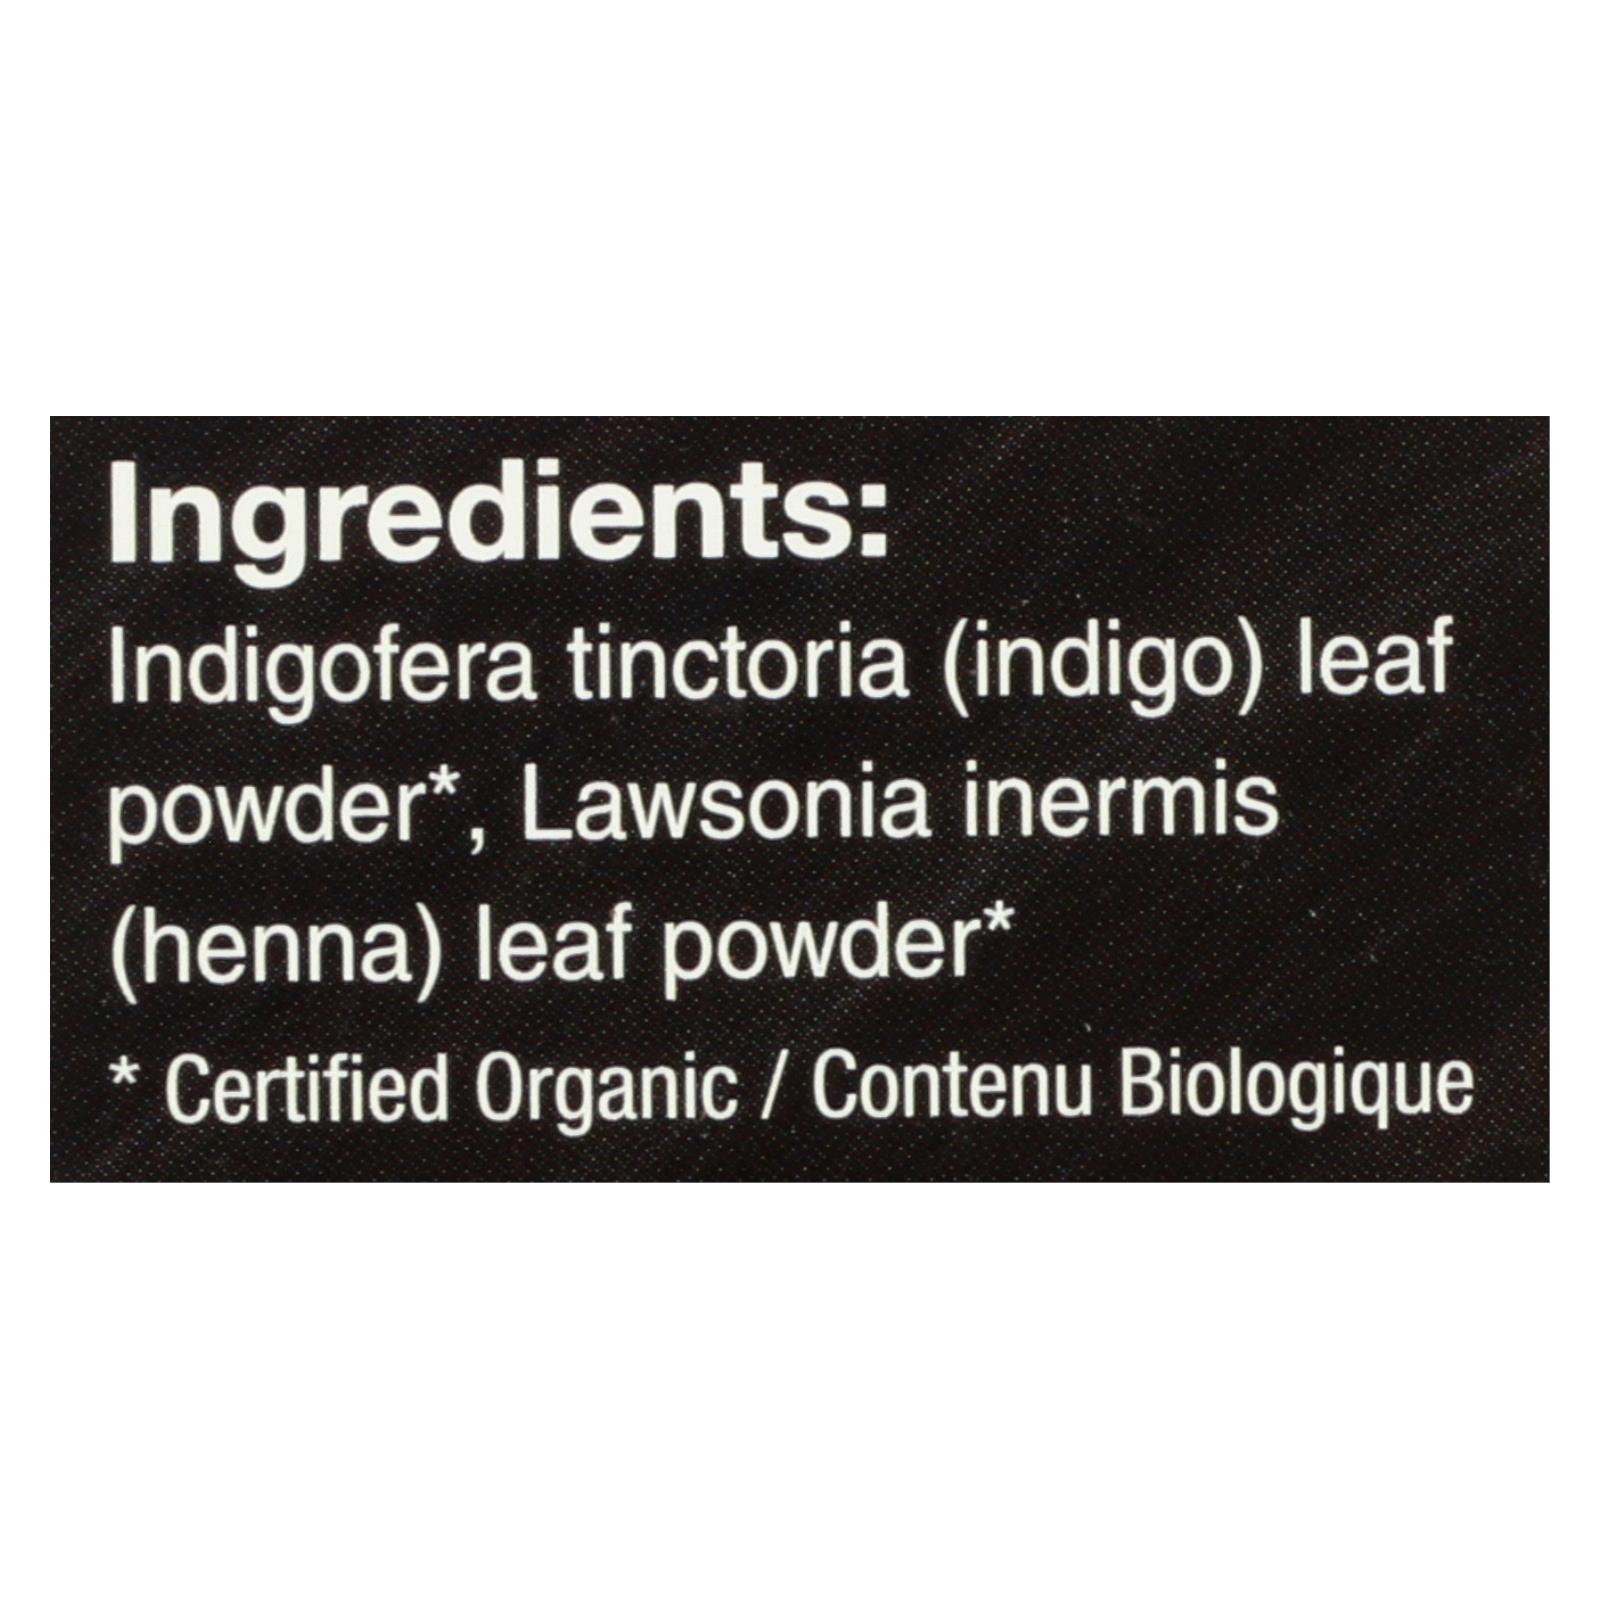 Ingredients:
Indigofera tinctoria (indigo) leaf
powder*, Lawsonia inermis
(henna) leaf powder*
* Certified Organic / Contenu Biologique